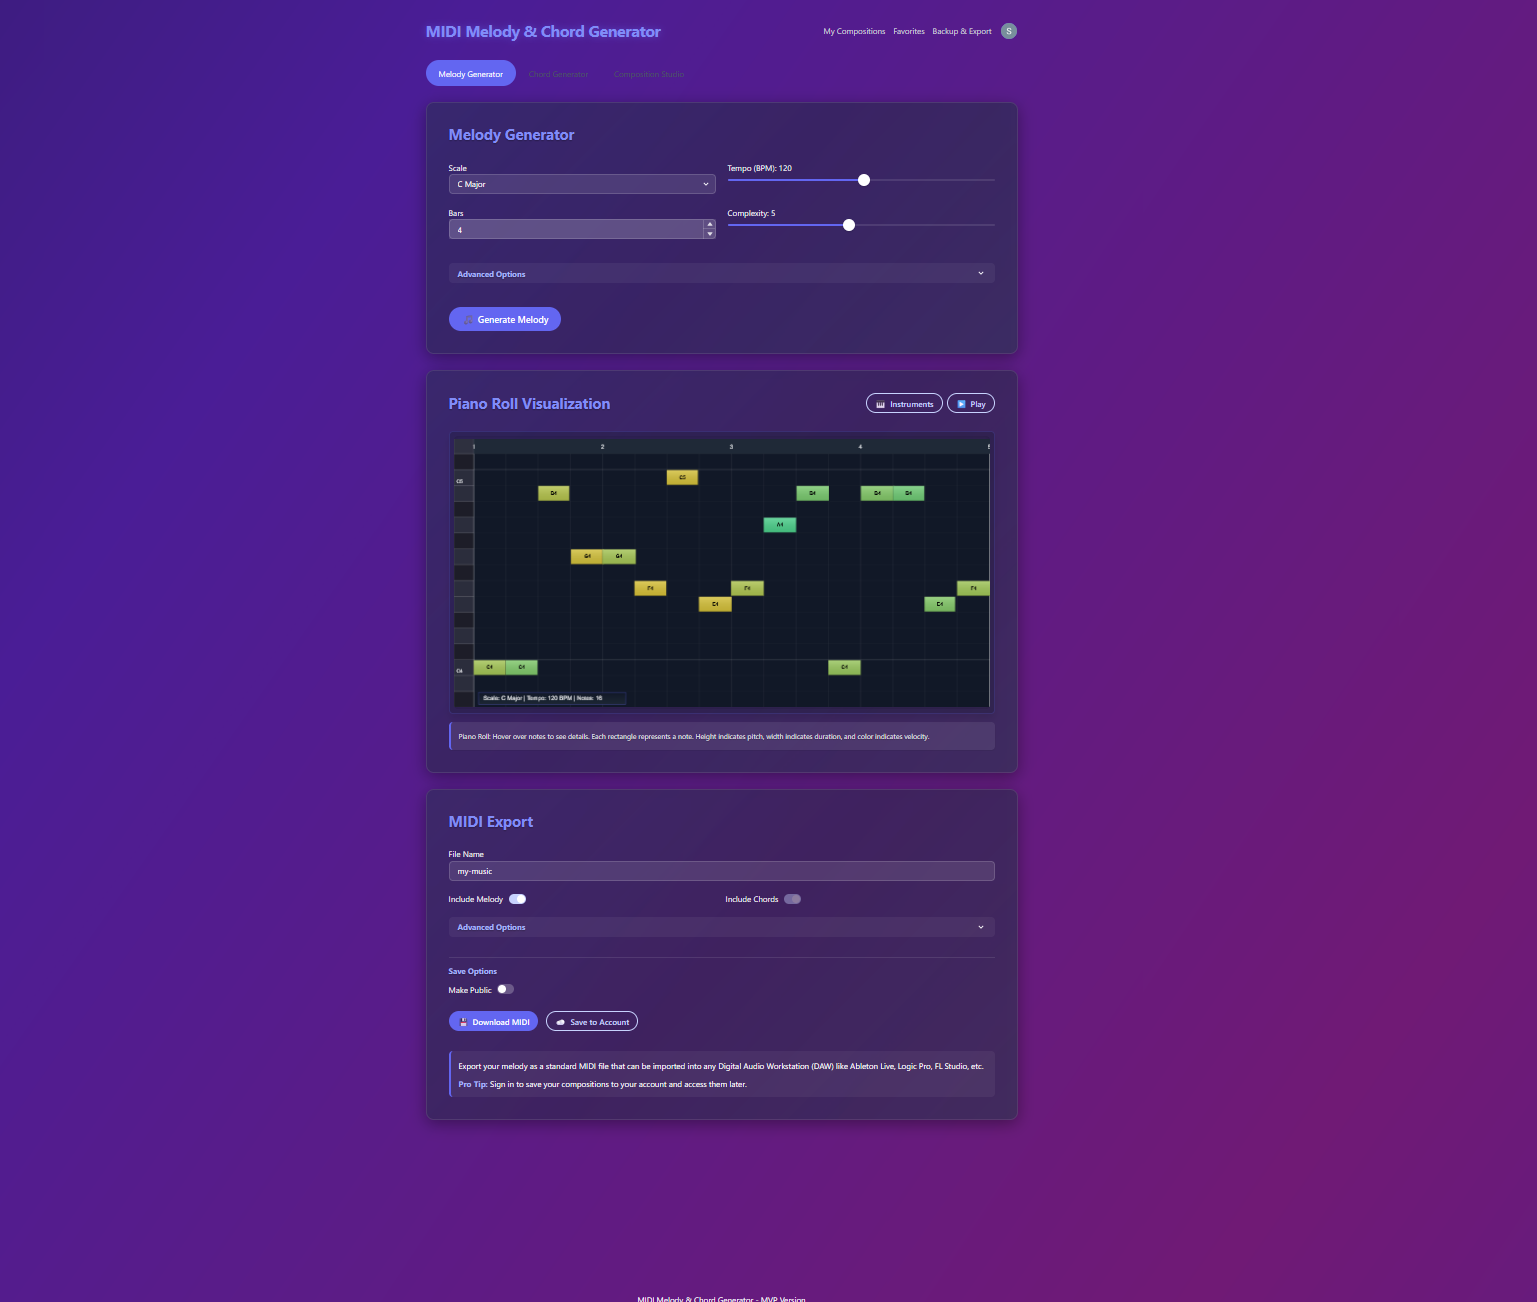 MIDI Melody & Chord Generator
My Compositions Favorites Backup & Export S
Melody Generator Chord Generator Composition Studio
Melody Generator
Scale
C Major
Tempo (BPM): 120
Bars
4
Complexity: 5
Advanced Options
Generate Melody
Piano Roll Visualization
Instruments Play
1 2 3 4 5
C5
C5
B4 B4 B4 B4
A4
G4 G4
F4 F4 F4
E4 E4
C4
C4 C4 C4
Scale: C Major | Tempo: 120 BPM | Notes: 16
Piano Roll: Hover over notes to see details. Each rectangle represents a note. Height indicates pitch, width indicates duration, and color indicates velocity.
MIDI Export
File Name
my-music
Include Melody Include Chords
Advanced Options
Save Options
Make Public
Download MIDI Save to Account
Export your melody as a standard MIDI file that can be imported into any Digital Audio Workstation (DAW) like Ableton Live, Logic Pro, FL Studio, etc.
Pro Tip: Sign in to save your compositions to your account and access them later.
MIDI Melody & Chord Generator - MVP Version